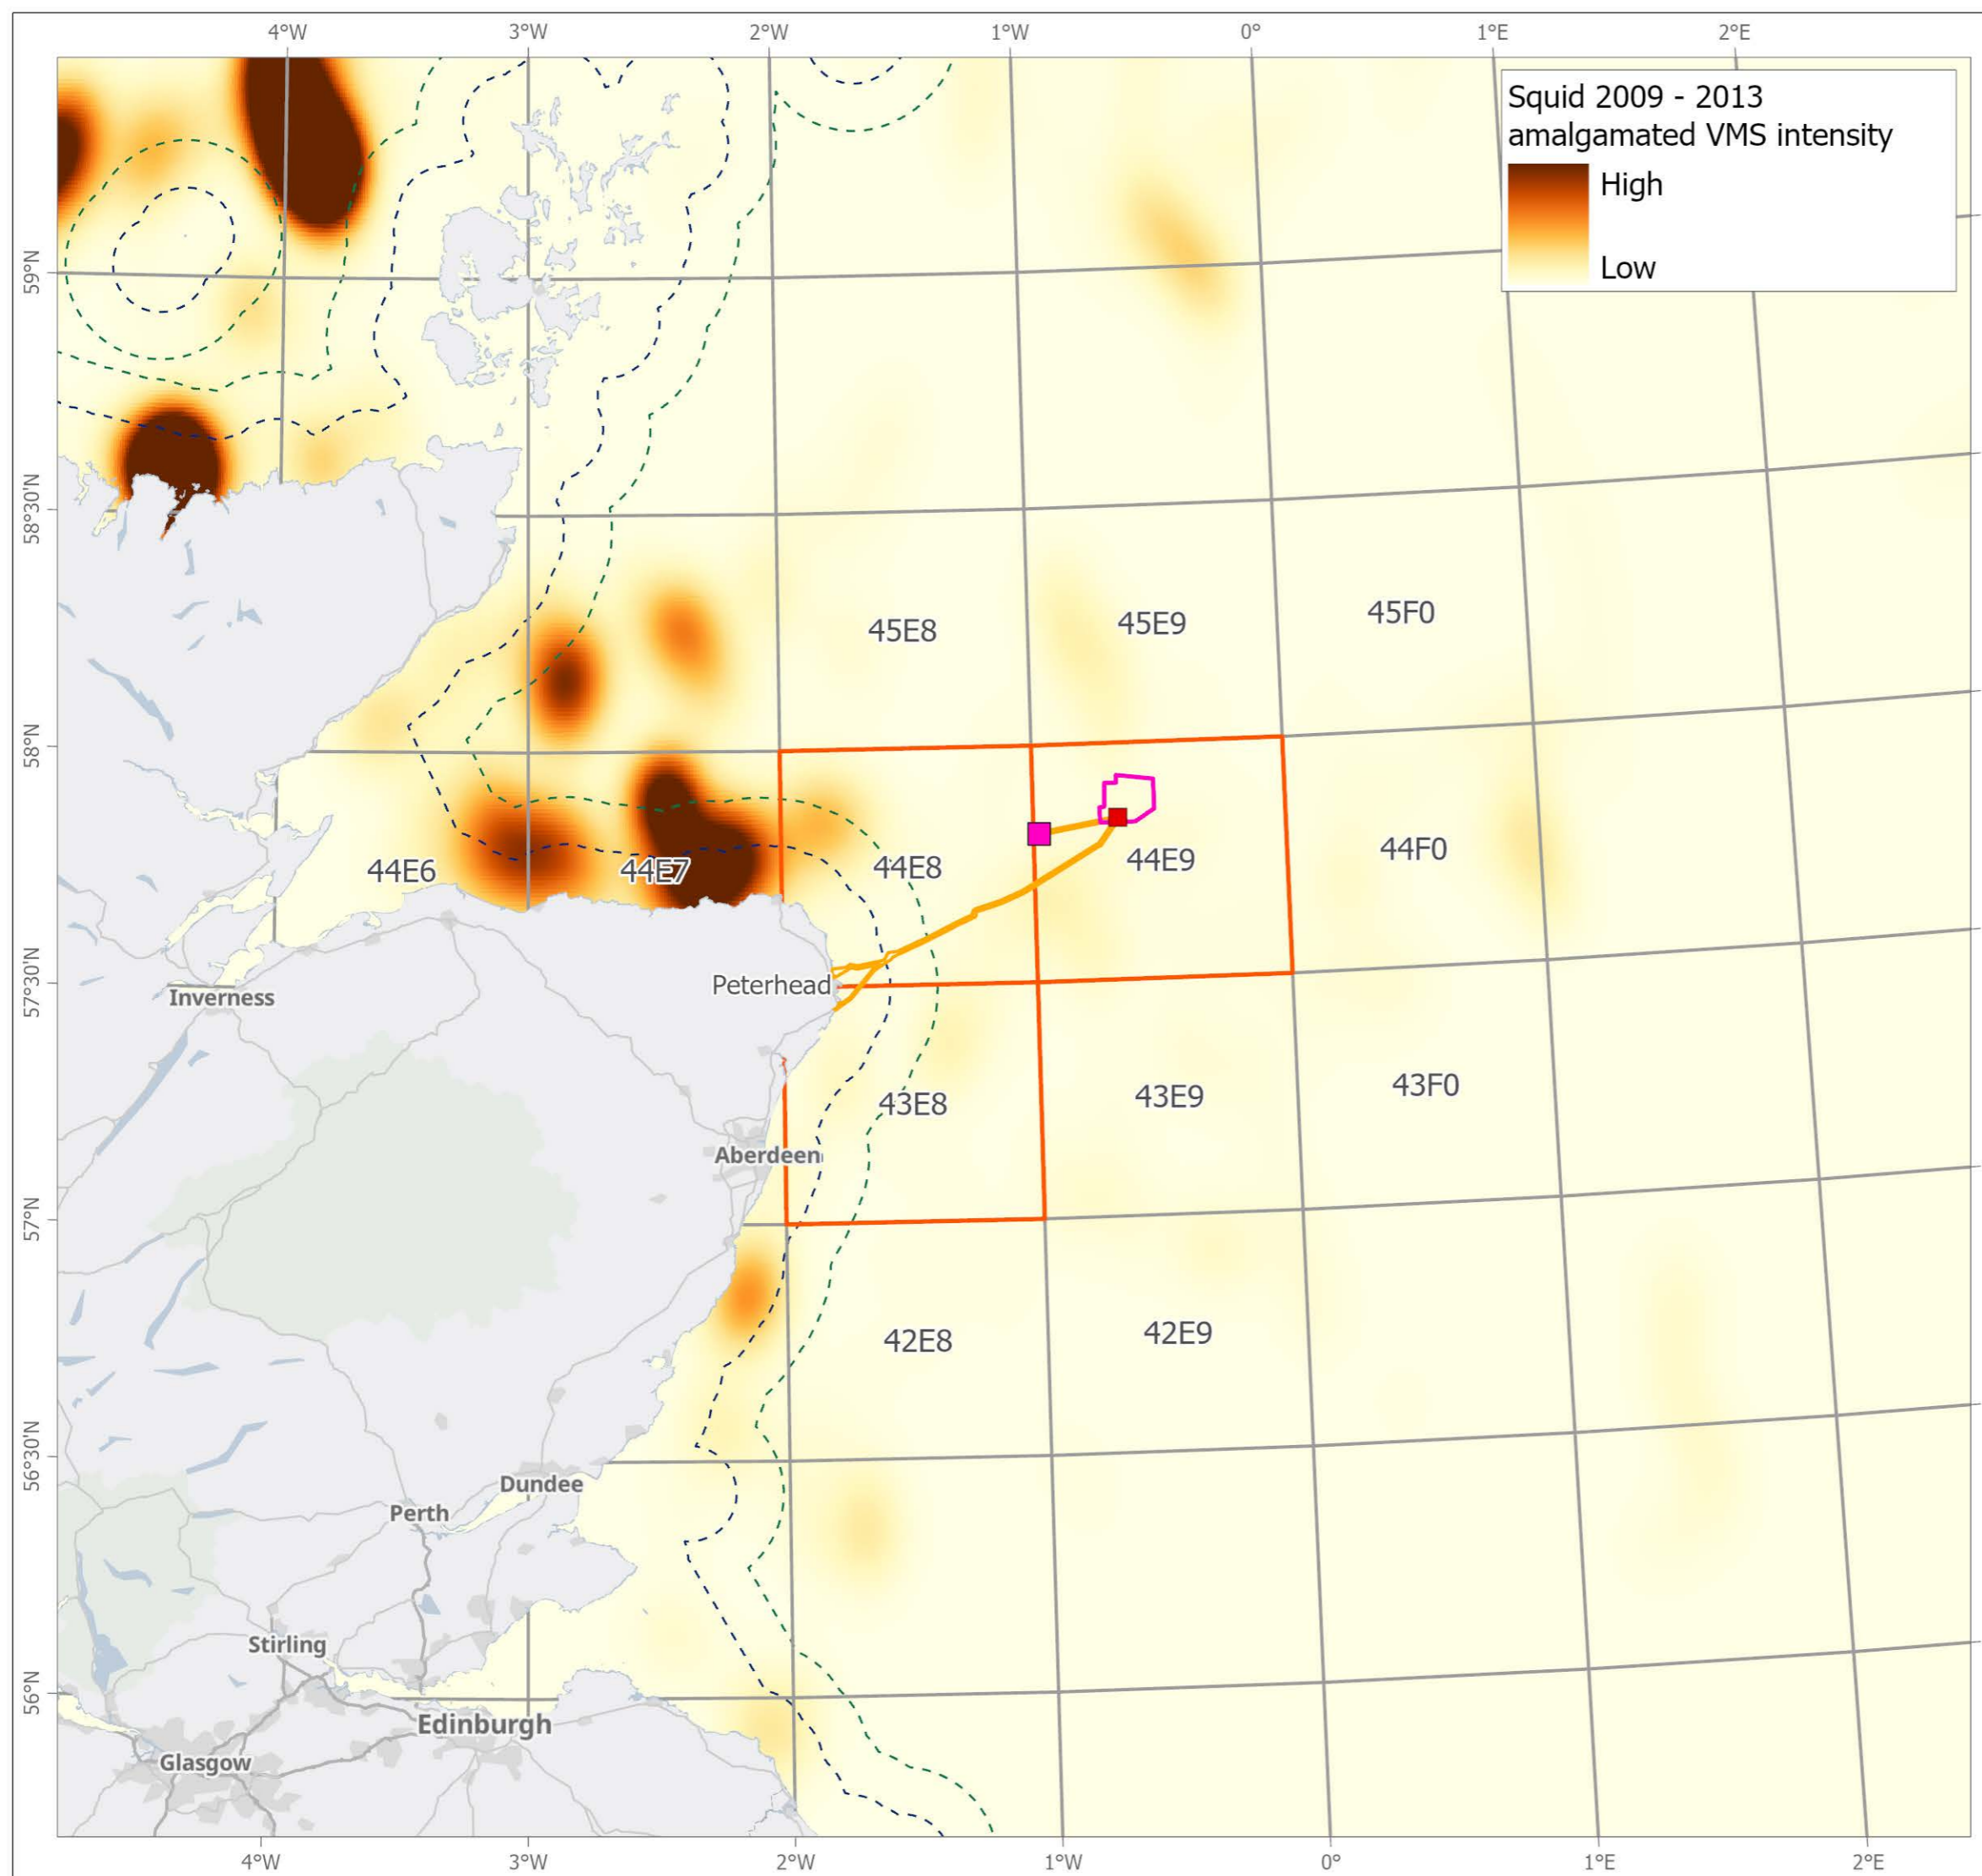 4°W 3°W 2°W 1°W 0° 1°E 2°E
Squid 2009 - 2013
amalgamated VMS intensity
High
Low
59°N
58°30'N
45E8 45E9 45F0
58°N
44E6 44E7 44E8 44E9 44F0
57°30'N
Peterhead
Inverness
43E8 43E9 43F0
Aberdeen
57°N
42E8 42E9
56°30'N
Dundee
Perth
Stirling
56°N
Edinburgh
Glasgow
4°W 3°W 2°W 1°W 0° 1°E 2°E